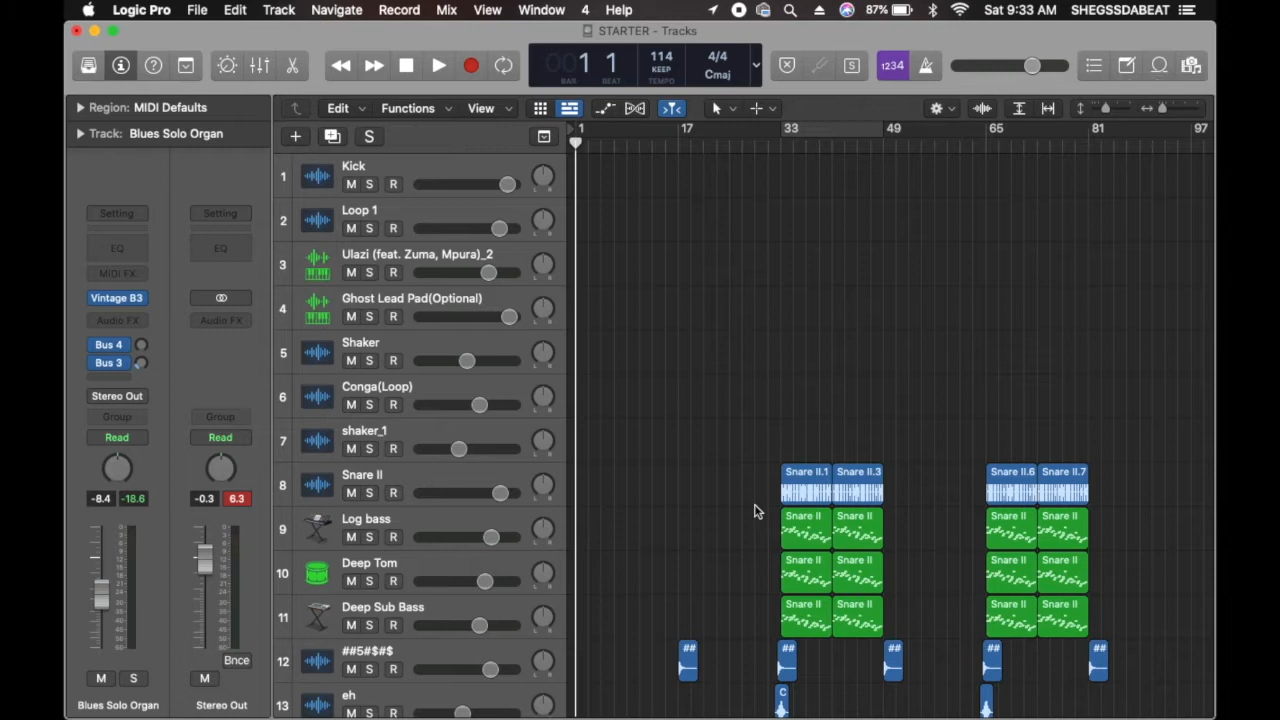 Logic Pro File Edit Track Navigate Record Mix View Window 4 Help 87% Sat 9:33 AM SHEGSSDABEAT
STARTER - Tracks
001 1 114 4/4 1234
KEEP Cmaj
BAR BEAT TEMPO
Region: MIDI Defaults Edit Functions View
Track: Blues Solo Organ S 1 17 33 49 65 81 97
Setting Setting
EQ EQ
MIDI FX
Vintage B3
Audio FX Audio FX
Bus 4
Bus 3
Stereo Out
Group Group
Read Read
-8.4 -18.6 -0.3 6.3
Bnce
M S M
Blues Solo Organ Stereo Out
1 Kick
M S R
2 Loop 1
M S R
3 Ulazi (feat. Zuma, Mpura)_2
M S R
4 Ghost Lead Pad(Optional)
M S R
5 Shaker
M S R
6 Conga(Loop)
M S R
7 shaker_1
M S R
8 Snare II Snare II.1 Snare II.3 Snare II.6 Snare II.7
M S R
9 Log bass Snare II Snare II Snare II Snare II
M S R
10 Deep Tom Snare II Snare II Snare II Snare II
M S R
11 Deep Sub Bass Snare II Snare II Snare II Snare II
M S R
12 ##5#$#$ ## ## ## ## ##
M S R
13 eh C
M S R